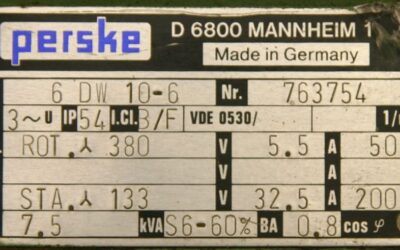 perske
D 6800 MANNHEIM 1
Made in Germany
6 DW 10-6 Nr. 763754
3~U IP 54 I.Cl. B/F VDE 0530/ 1/
ROT. ⅄ 380 V 5.5 A 50
V A
STA. ⅄ 133 V 32.5 A 200
7.5 kVA S6-60% BA 0.8 cos φ